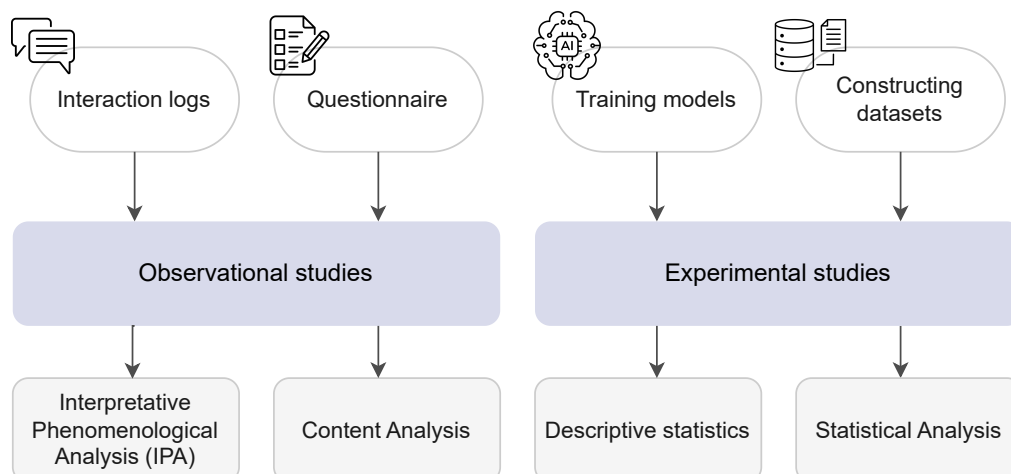 Interaction logs
Questionnaire
AI
Training models
Constructing
datasets
Observational studies
Experimental studies
Interpretative
Phenomenological
Analysis (IPA)
Content Analysis
Descriptive statistics
Statistical Analysis